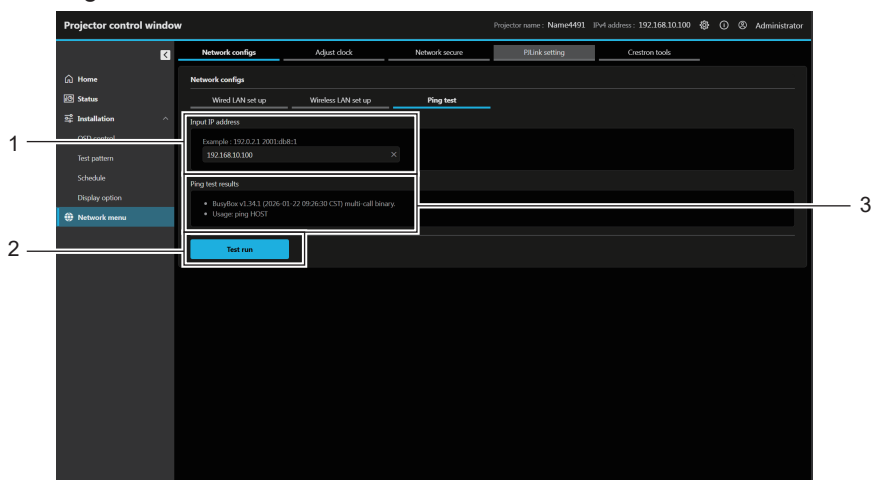 Projector control window
Projector name : Name4491 IPv4 address : 192.168.10.100 Administrator
Network configs Adjust clock Network secure PJLink setting Crestron tools
Home
Status
Installation
OSD control
Test pattern
Schedule
Display option
Network menu
Network configs
Wired LAN set up Wireless LAN set up Ping test
Input IP address
Example : 192.0.2.1 2001:db8::1
192.168.10.100
Ping test results
BusyBox v1.34.1 (2026-01-22 09:26:30 CST) multi-call binary.
Usage: ping HOST
Test run
1
2
3